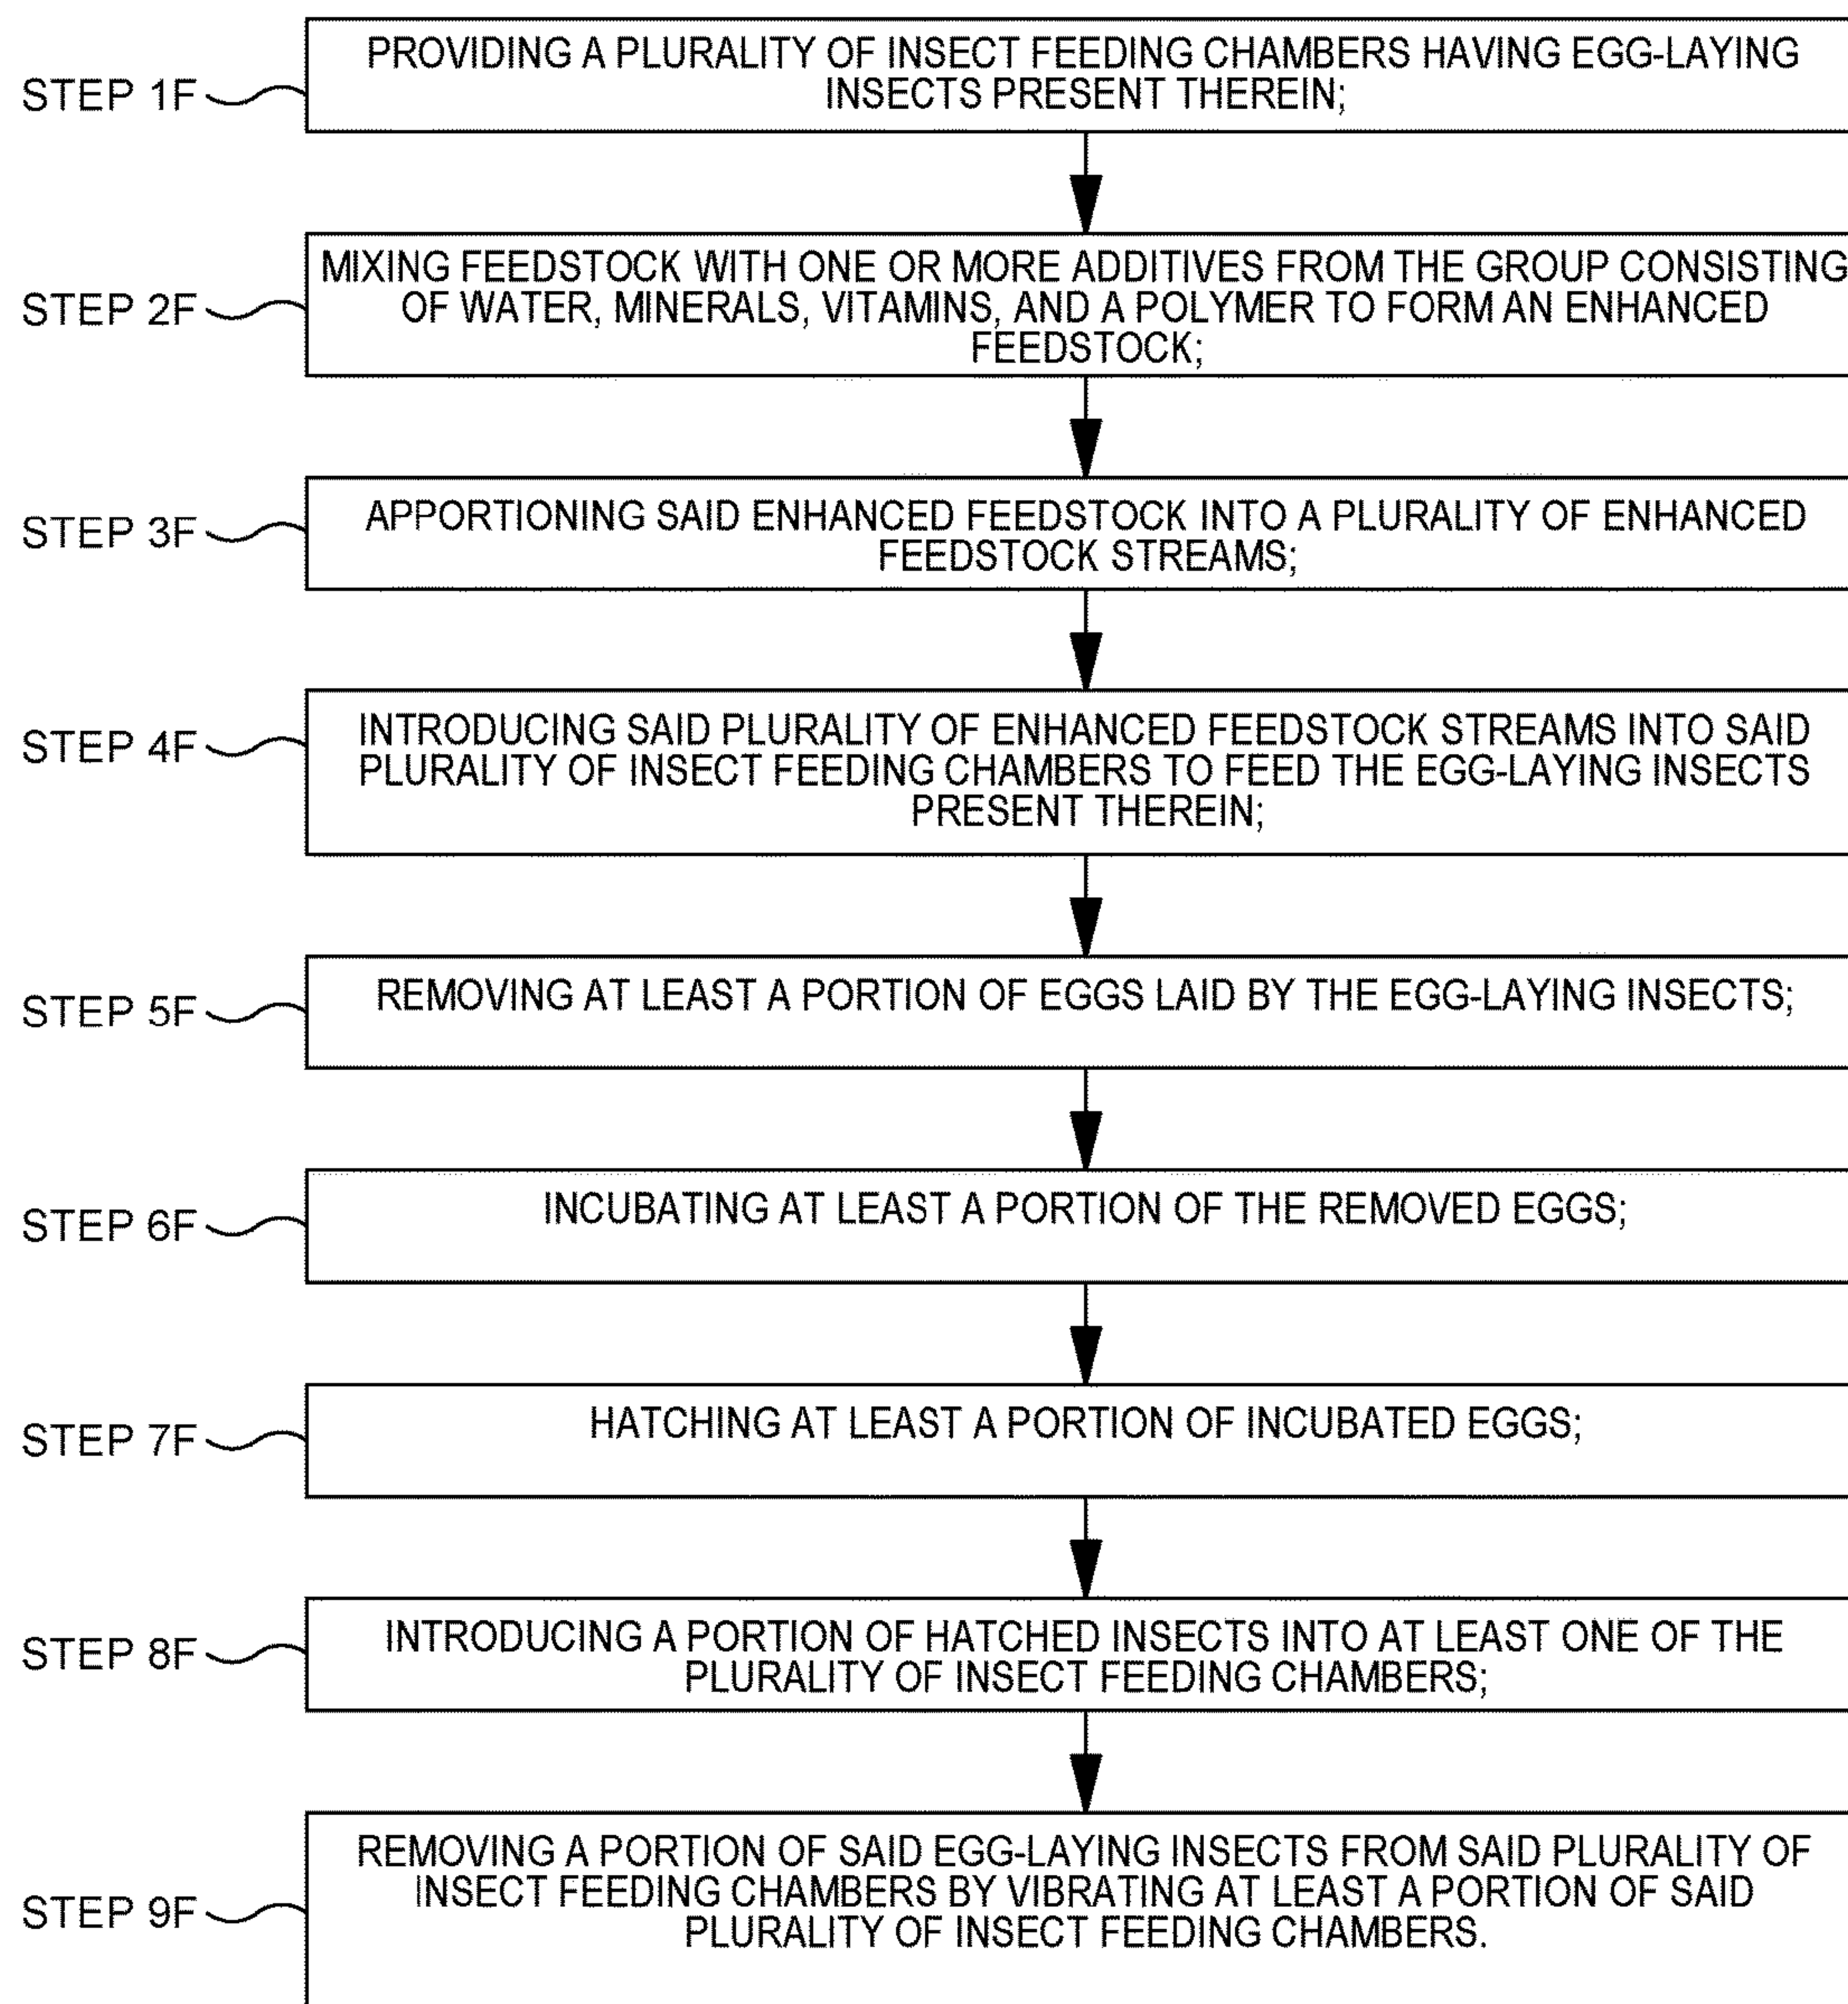 STEP 1F
PROVIDING A PLURALITY OF INSECT FEEDING CHAMBERS HAVING EGG-LAYING
INSECTS PRESENT THEREIN;
STEP 2F
MIXING FEEDSTOCK WITH ONE OR MORE ADDITIVES FROM THE GROUP CONSISTING
OF WATER, MINERALS, VITAMINS, AND A POLYMER TO FORM AN ENHANCED
FEEDSTOCK;
STEP 3F
APPORTIONING SAID ENHANCED FEEDSTOCK INTO A PLURALITY OF ENHANCED
FEEDSTOCK STREAMS;
STEP 4F
INTRODUCING SAID PLURALITY OF ENHANCED FEEDSTOCK STREAMS INTO SAID
PLURALITY OF INSECT FEEDING CHAMBERS TO FEED THE EGG-LAYING INSECTS
PRESENT THEREIN;
STEP 5F
REMOVING AT LEAST A PORTION OF EGGS LAID BY THE EGG-LAYING INSECTS;
STEP 6F
INCUBATING AT LEAST A PORTION OF THE REMOVED EGGS;
STEP 7F
HATCHING AT LEAST A PORTION OF INCUBATED EGGS;
STEP 8F
INTRODUCING A PORTION OF HATCHED INSECTS INTO AT LEAST ONE OF THE
PLURALITY OF INSECT FEEDING CHAMBERS;
STEP 9F
REMOVING A PORTION OF SAID EGG-LAYING INSECTS FROM SAID PLURALITY OF
INSECT FEEDING CHAMBERS BY VIBRATING AT LEAST A PORTION OF SAID
PLURALITY OF INSECT FEEDING CHAMBERS.